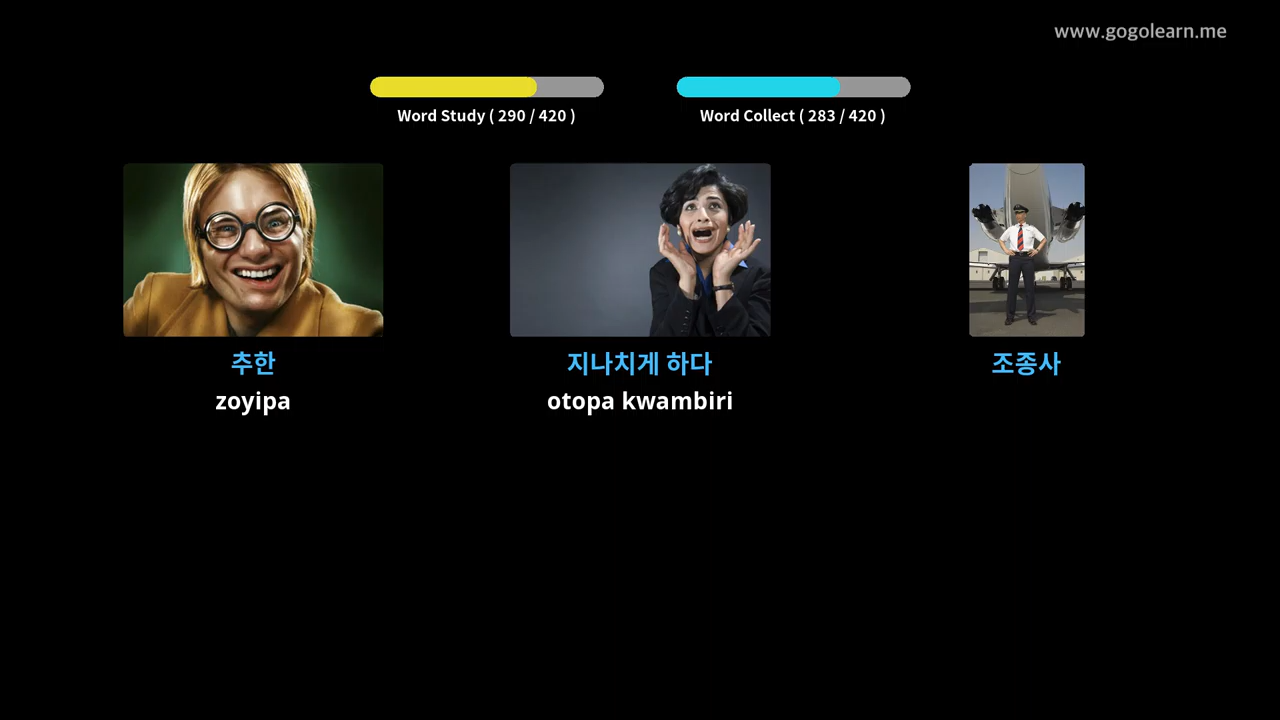 www.gogolearn.me
Word Study ( 290 / 420 )
Word Collect ( 283 / 420 )
추한
지나치게 하다
조종사
zoyipa
otopa kwambiri